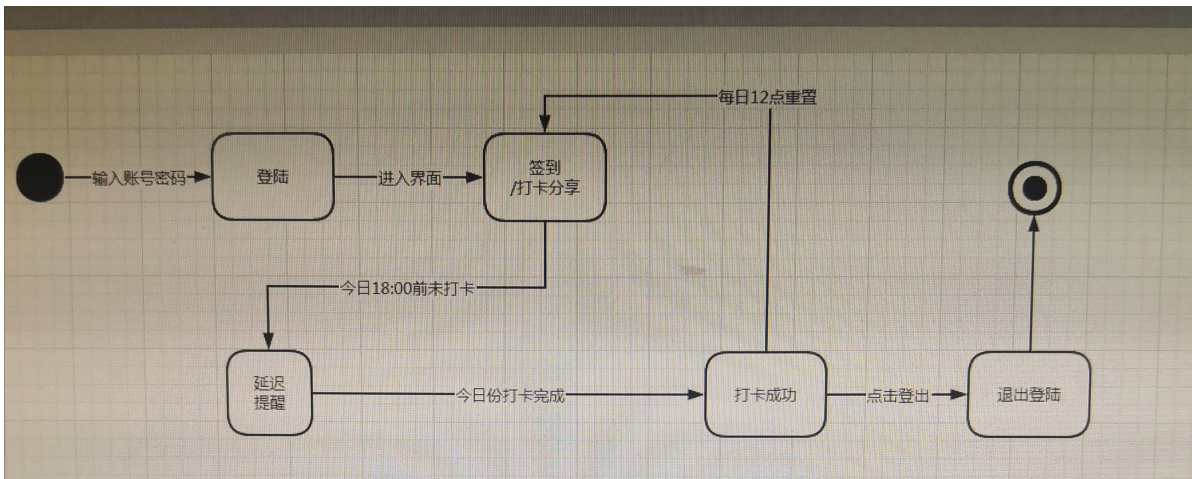 每日12点重置
输入账号密码
登陆
进入界面
签到
/打卡分享
今日18:00前未打卡
延迟
提醒
今日份打卡完成
打卡成功
点击登出
退出登陆